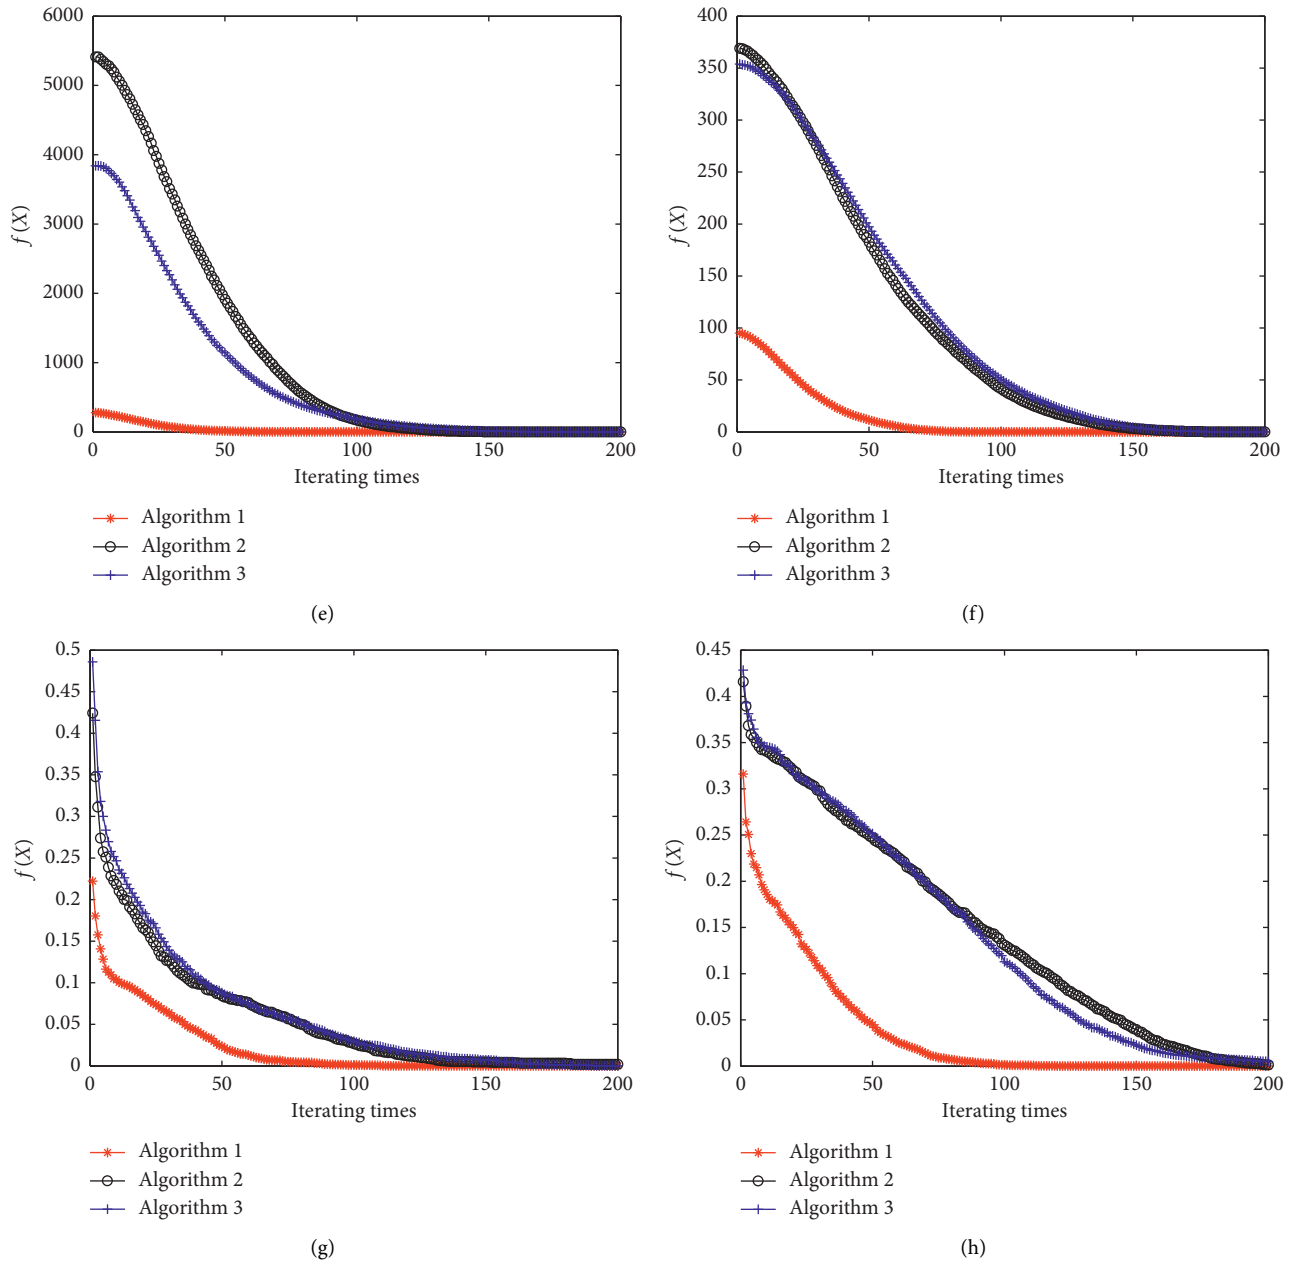 6000
5000
4000
3000
2000
1000
0
f (X)
0 50 100 150 200
Iterating times
Algorithm 1
Algorithm 2
Algorithm 3
(e)
400
350
300
250
200
150
100
50
0
f (X)
0 50 100 150 200
Iterating times
Algorithm 1
Algorithm 2
Algorithm 3
(f)
0.5
0.45
0.4
0.35
0.3
0.25
0.2
0.15
0.1
0.05
0
f (X)
0 50 100 150 200
Iterating times
Algorithm 1
Algorithm 2
Algorithm 3
(g)
0.45
0.4
0.35
0.3
0.25
0.2
0.15
0.1
0.05
0
f (X)
0 50 100 150 200
Iterating times
Algorithm 1
Algorithm 2
Algorithm 3
(h)